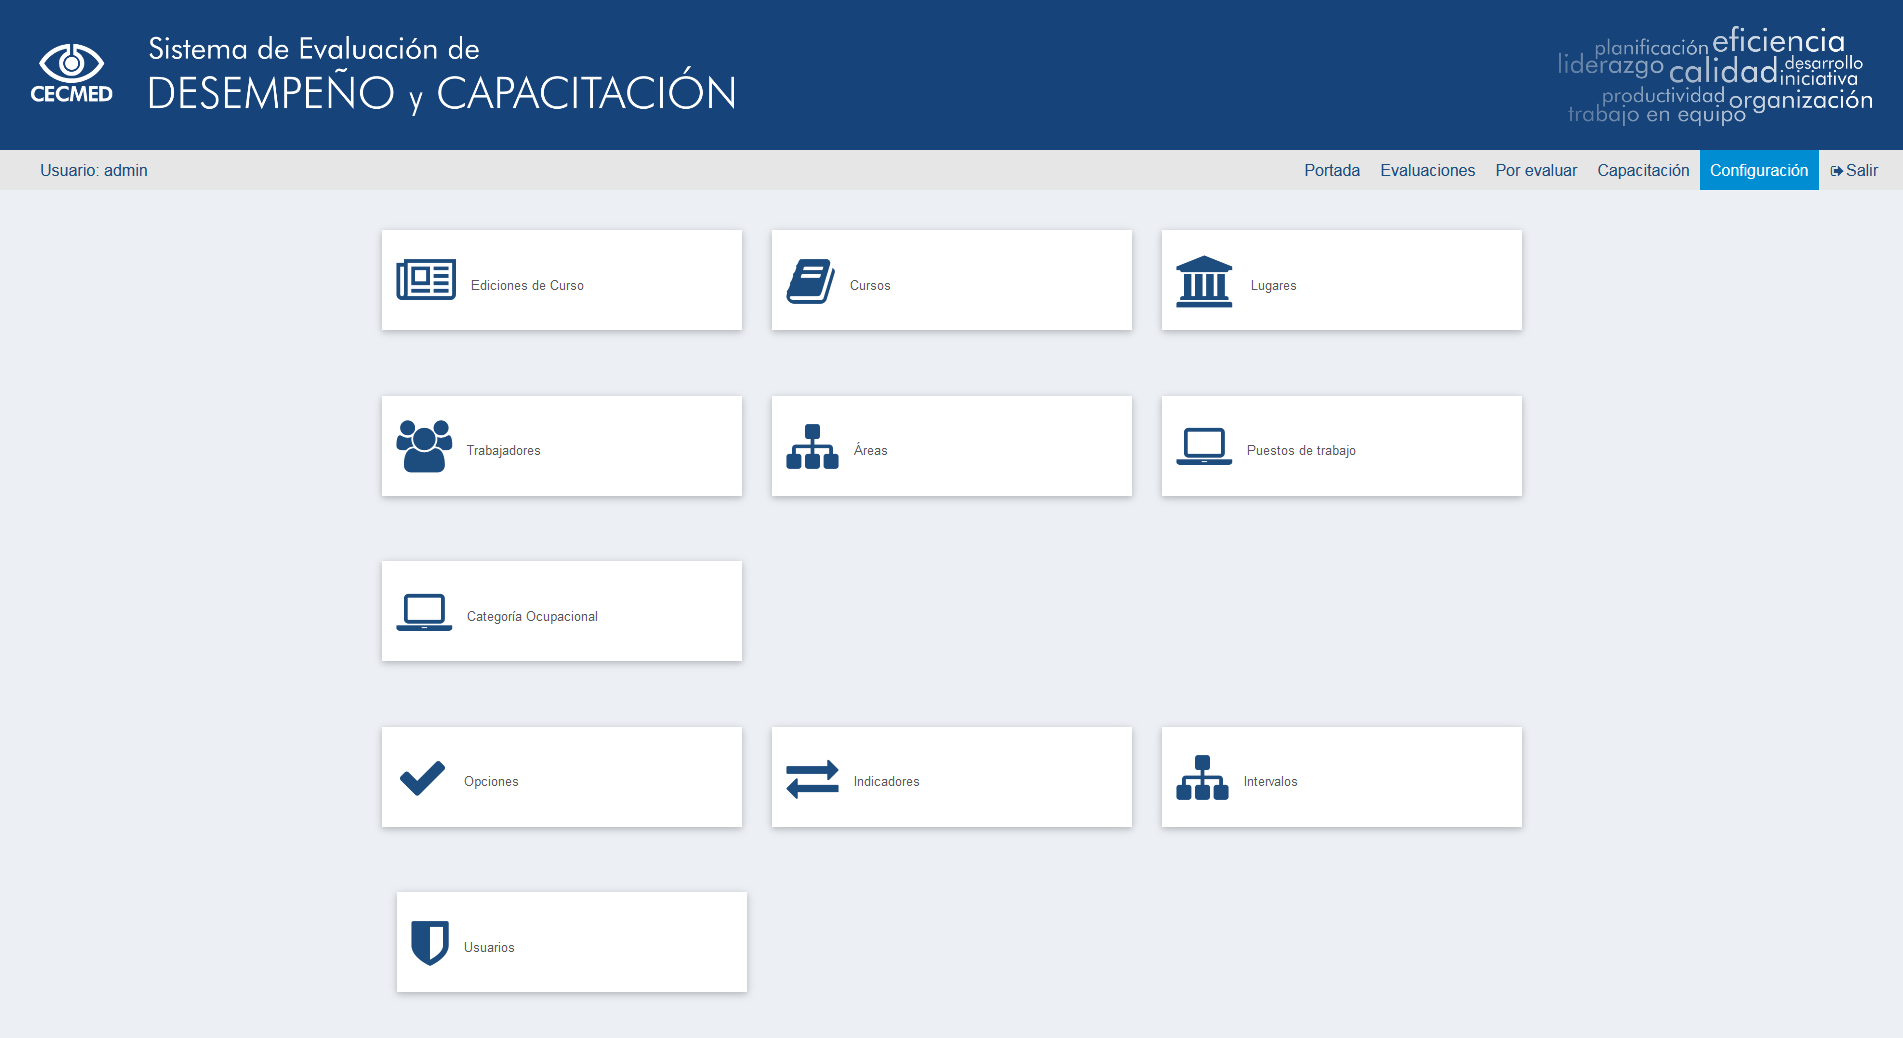 CECMED
Sistema de Evaluación de
DESEMPEÑO y CAPACITACIÓN
planificación eficiencia
liderazgo calidad desarrollo
iniciativa
productividad organización
trabajo en equipo
Usuario: admin
Portada Evaluaciones Por evaluar Capacitación Configuración Salir
Ediciones de Curso
Cursos
Lugares
Trabajadores
Áreas
Puestos de trabajo
Categoría Ocupacional
Opciones
Indicadores
Intervalos
Usuarios